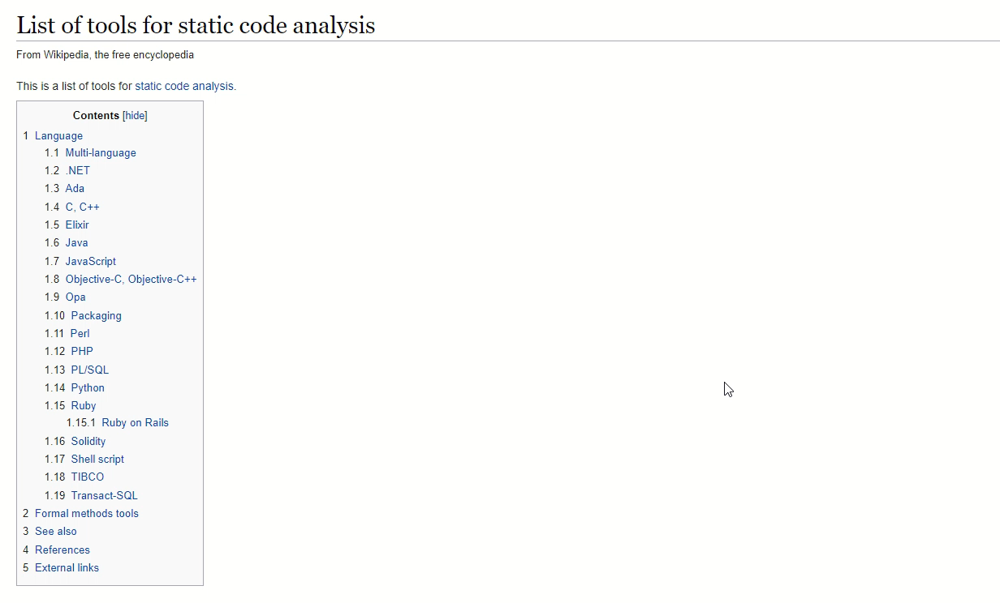 List of tools for static code analysis
From Wikipedia, the free encyclopedia
This is a list of tools for static code analysis.
Contents [hide]
1 Language
1.1 Multi-language
1.2 .NET
1.3 Ada
1.4 C, C++
1.5 Elixir
1.6 Java
1.7 JavaScript
1.8 Objective-C, Objective-C++
1.9 Opa
1.10 Packaging
1.11 Perl
1.12 PHP
1.13 PL/SQL
1.14 Python
1.15 Ruby
1.15.1 Ruby on Rails
1.16 Solidity
1.17 Shell script
1.18 TIBCO
1.19 Transact-SQL
2 Formal methods tools
3 See also
4 References
5 External links